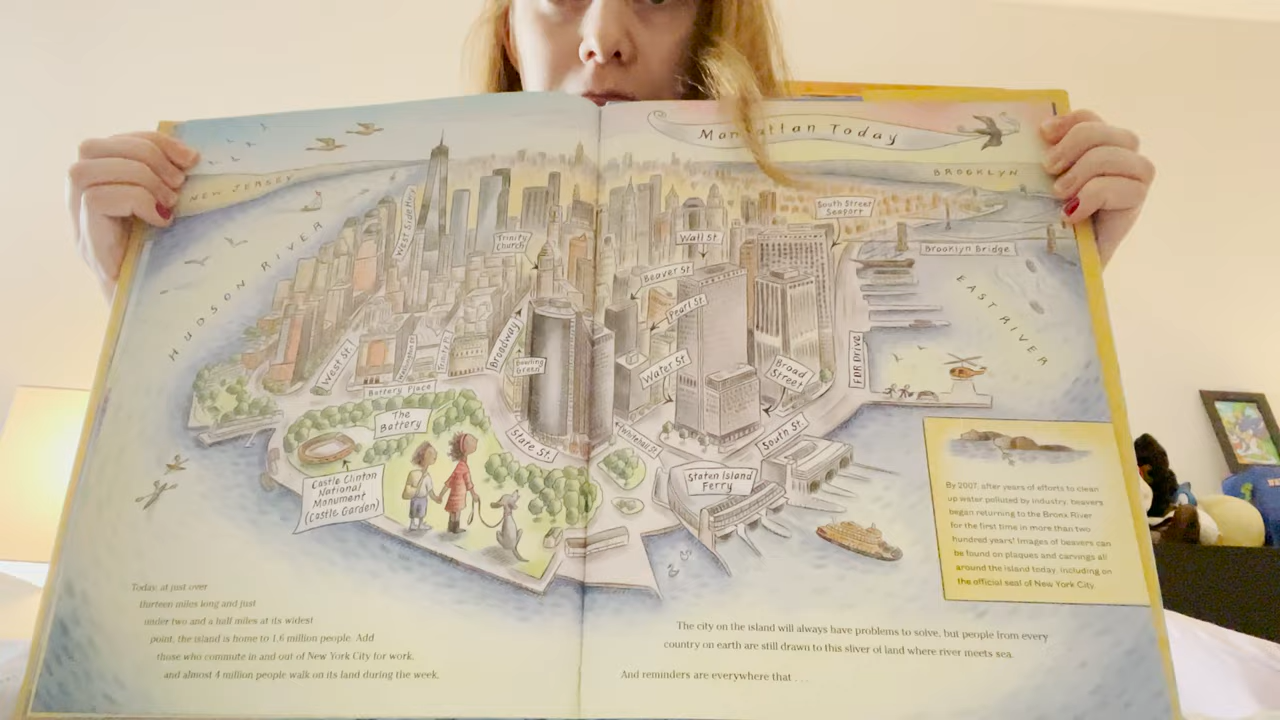 Manhattan Today
NEW JERSEY
BROOKLYN
HUDSON RIVER
West Side Hwy
Trinity
Church
Wall St.
South Street
Seaport
Brooklyn Bridge
EAST RIVER
Beaver St
Pearl St.
Broadway
Bowling
Green
West St.
Washington St
Trinity Pl
Water St.
Broad
Street
FDR DRIVE
Battery Place
The
Battery
State St.
Whitehall St.
South St.
Staten Island
Ferry
Castle Clinton
National
Monument
(Castle Garden)
By 2007, after years of efforts to clean
up water polluted by industry, beavers
began returning to the Bronx River
for the first time in more than two
hundred years! Images of beavers can
be found on plaques and carvings all
around the island today, including on
the official seal of New York City.
Today, at just over
thirteen miles long and just
under two and a half miles at its widest
point, the island is home to 1.6 million people. Add
those who commute in and out of New York City for work,
and almost 4 million people walk on its land during the week.
The city on the island will always have problems to solve, but people from every
country on earth are still drawn to this sliver of land where river meets sea.
And reminders are everywhere that . . .